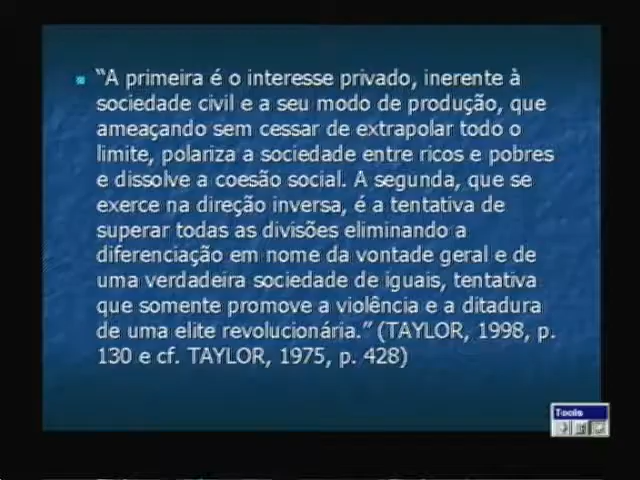 “A primeira é o interesse privado, inerente à
sociedade civil e a seu modo de produção, que
ameaçando sem cessar de extrapolar todo o
limite, polariza a sociedade entre ricos e pobres
e dissolve a coesão social. A segunda, que se
exerce na direção inversa, é a tentativa de
superar todas as divisões eliminando a
diferenciação em nome da vontade geral e de
uma verdadeira sociedade de iguais, tentativa
que somente promove a violência e a ditadura
de uma elite revolucionária.” (TAYLOR, 1998, p.
130 e cf. TAYLOR, 1975, p. 428)
Tools